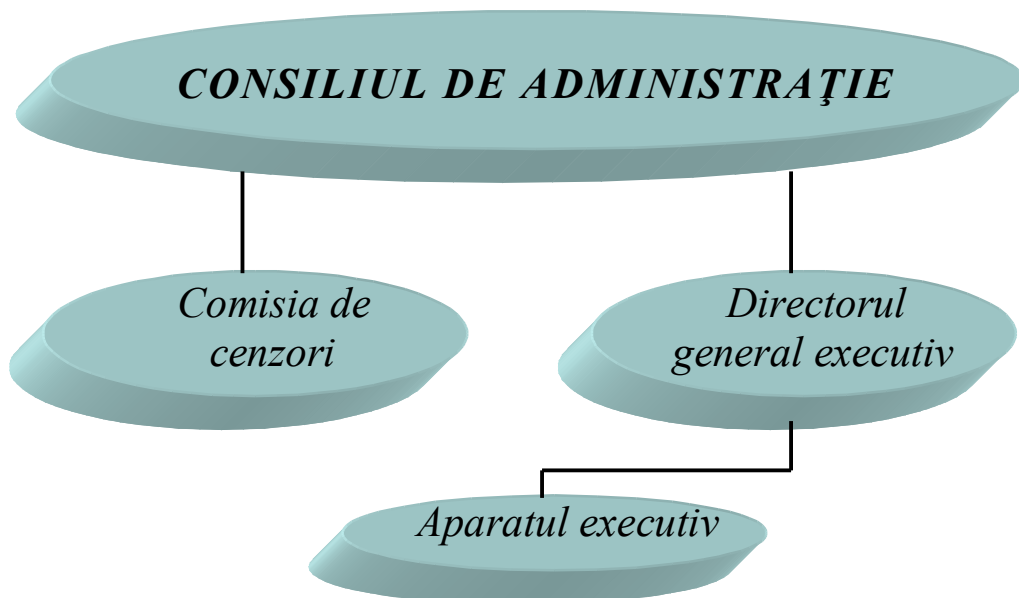 CONSILIUL DE ADMINISTRAŢIE
Comisia de
cenzori
Directorul
general executiv
Aparatul executiv